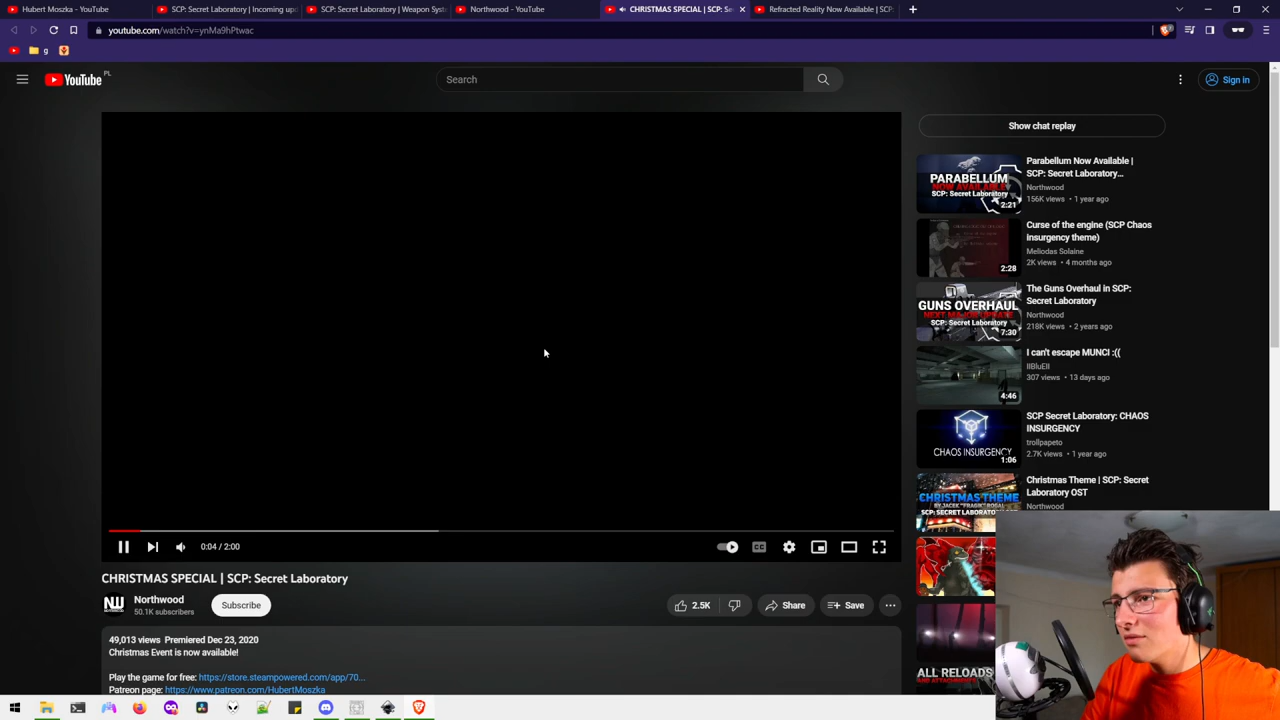 Hubert Moszka - YouTube
SCP: Secret Laboratory | Incoming upd
SCP: Secret Laboratory | Weapon Syst
Northwood - YouTube
CHRISTMAS SPECIAL | SCP: Se
Refracted Reality Now Available | SCP:
youtube.com/watch?v=ynMa9hPtwac
g
YouTube PL
Search
Sign in
Show chat replay
Parabellum Now Available |
SCP: Secret Laboratory...
Northwood
156K views • 1 year ago
PARABELLUM
NOW AVAILABLE
SCP: Secret Laboratory
2:21
Curse of the engine (SCP Chaos
insurgency theme)
Meliodas Solaine
2K views • 4 months ago
2:28
The Guns Overhaul in SCP:
Secret Laboratory
Northwood
218K views • 2 years ago
GUNS OVERHAUL
NEXT MAJOR UPDATE
SCP: Secret Laboratory
7:30
I can't escape MUNCI :((
307 views • 13 days ago
4:46
SCP Secret Laboratory: CHAOS
INSURGENCY
trollpapeto
2.7K views • 1 year ago
CHAOS INSURGENCY
1:06
Christmas Theme | SCP: Secret
Laboratory OST
Northwood
CHRISTMAS THEME
ALL RELOADS
0:04 / 2:00
CC
CHRISTMAS SPECIAL | SCP: Secret Laboratory
Northwood
50.1K subscribers
Subscribe
2.5K
Share
Save
49,013 views Premiered Dec 23, 2020
Christmas Event is now available!
Play the game for free: https://store.steampowered.com/app/70...
Patreon page: https://www.patreon.com/HubertMoszka